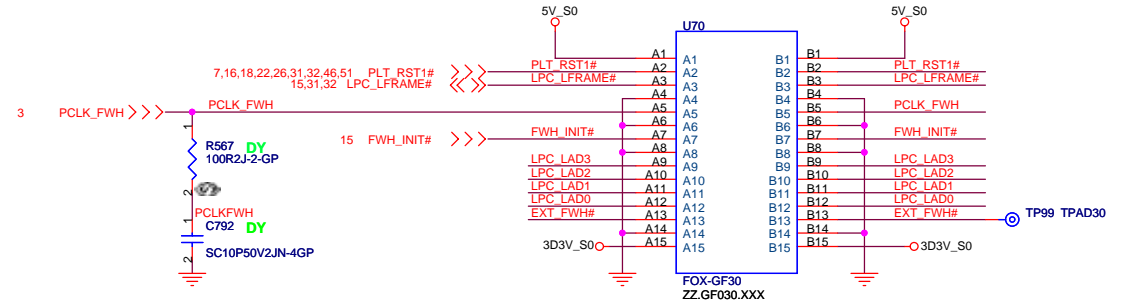 5V_S0
5V_S0
U70
A1 A1 B1 B1
7,16,18,22,26,31,32,46,51 PLT_RST1# PLT_RST1# A2 A2 B2 B2 PLT_RST1#
15,31,32 LPC_LFRAME# LPC_LFRAME# A3 A3 B3 B3 LPC_LFRAME#
A4 A4 B4 B4
3 PCLK_FWH PCLK_FWH A5 A5 B5 B5 PCLK_FWH
A6 A6 B6 B6
15 FWH_INIT# FWH_INIT# A7 A7 B7 B7 FWH_INIT#
A8 A8 B8 B8
LPC_LAD3 A9 A9 B9 B9 LPC_LAD3
LPC_LAD2 A10 A10 B10 B10 LPC_LAD2
LPC_LAD1 A11 A11 B11 B11 LPC_LAD1
LPC_LAD0 A12 A12 B12 B12 LPC_LAD0
EXT_FWH# A13 A13 B13 B13 EXT_FWH# TP99 TPAD30
A14 A14 B14 B14
3D3V_S0 A15 A15 B15 B15 3D3V_S0
FOX-GF30
ZZ.GF030.XXX
1
R567 DY
100R2J-2-GP
2
PCLKFWH
1
C792 DY
SC10P50V2JN-4GP
2